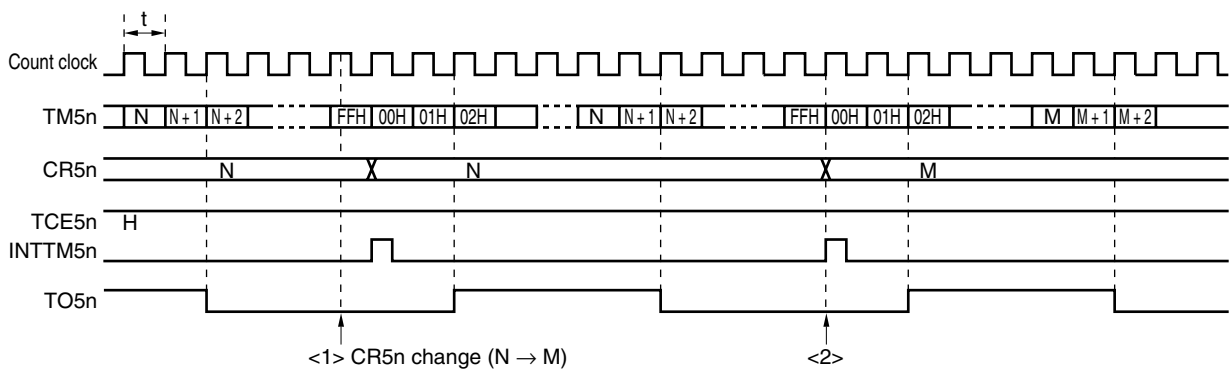 t
Count clock
TM5n N N + 1 N + 2 FFH 00H 01H 02H N N + 1 N + 2 FFH 00H 01H 02H M M + 1 M + 2
CR5n N N M
TCE5n H
INTTM5n
TO5n
<1> CR5n change (N → M) <2>